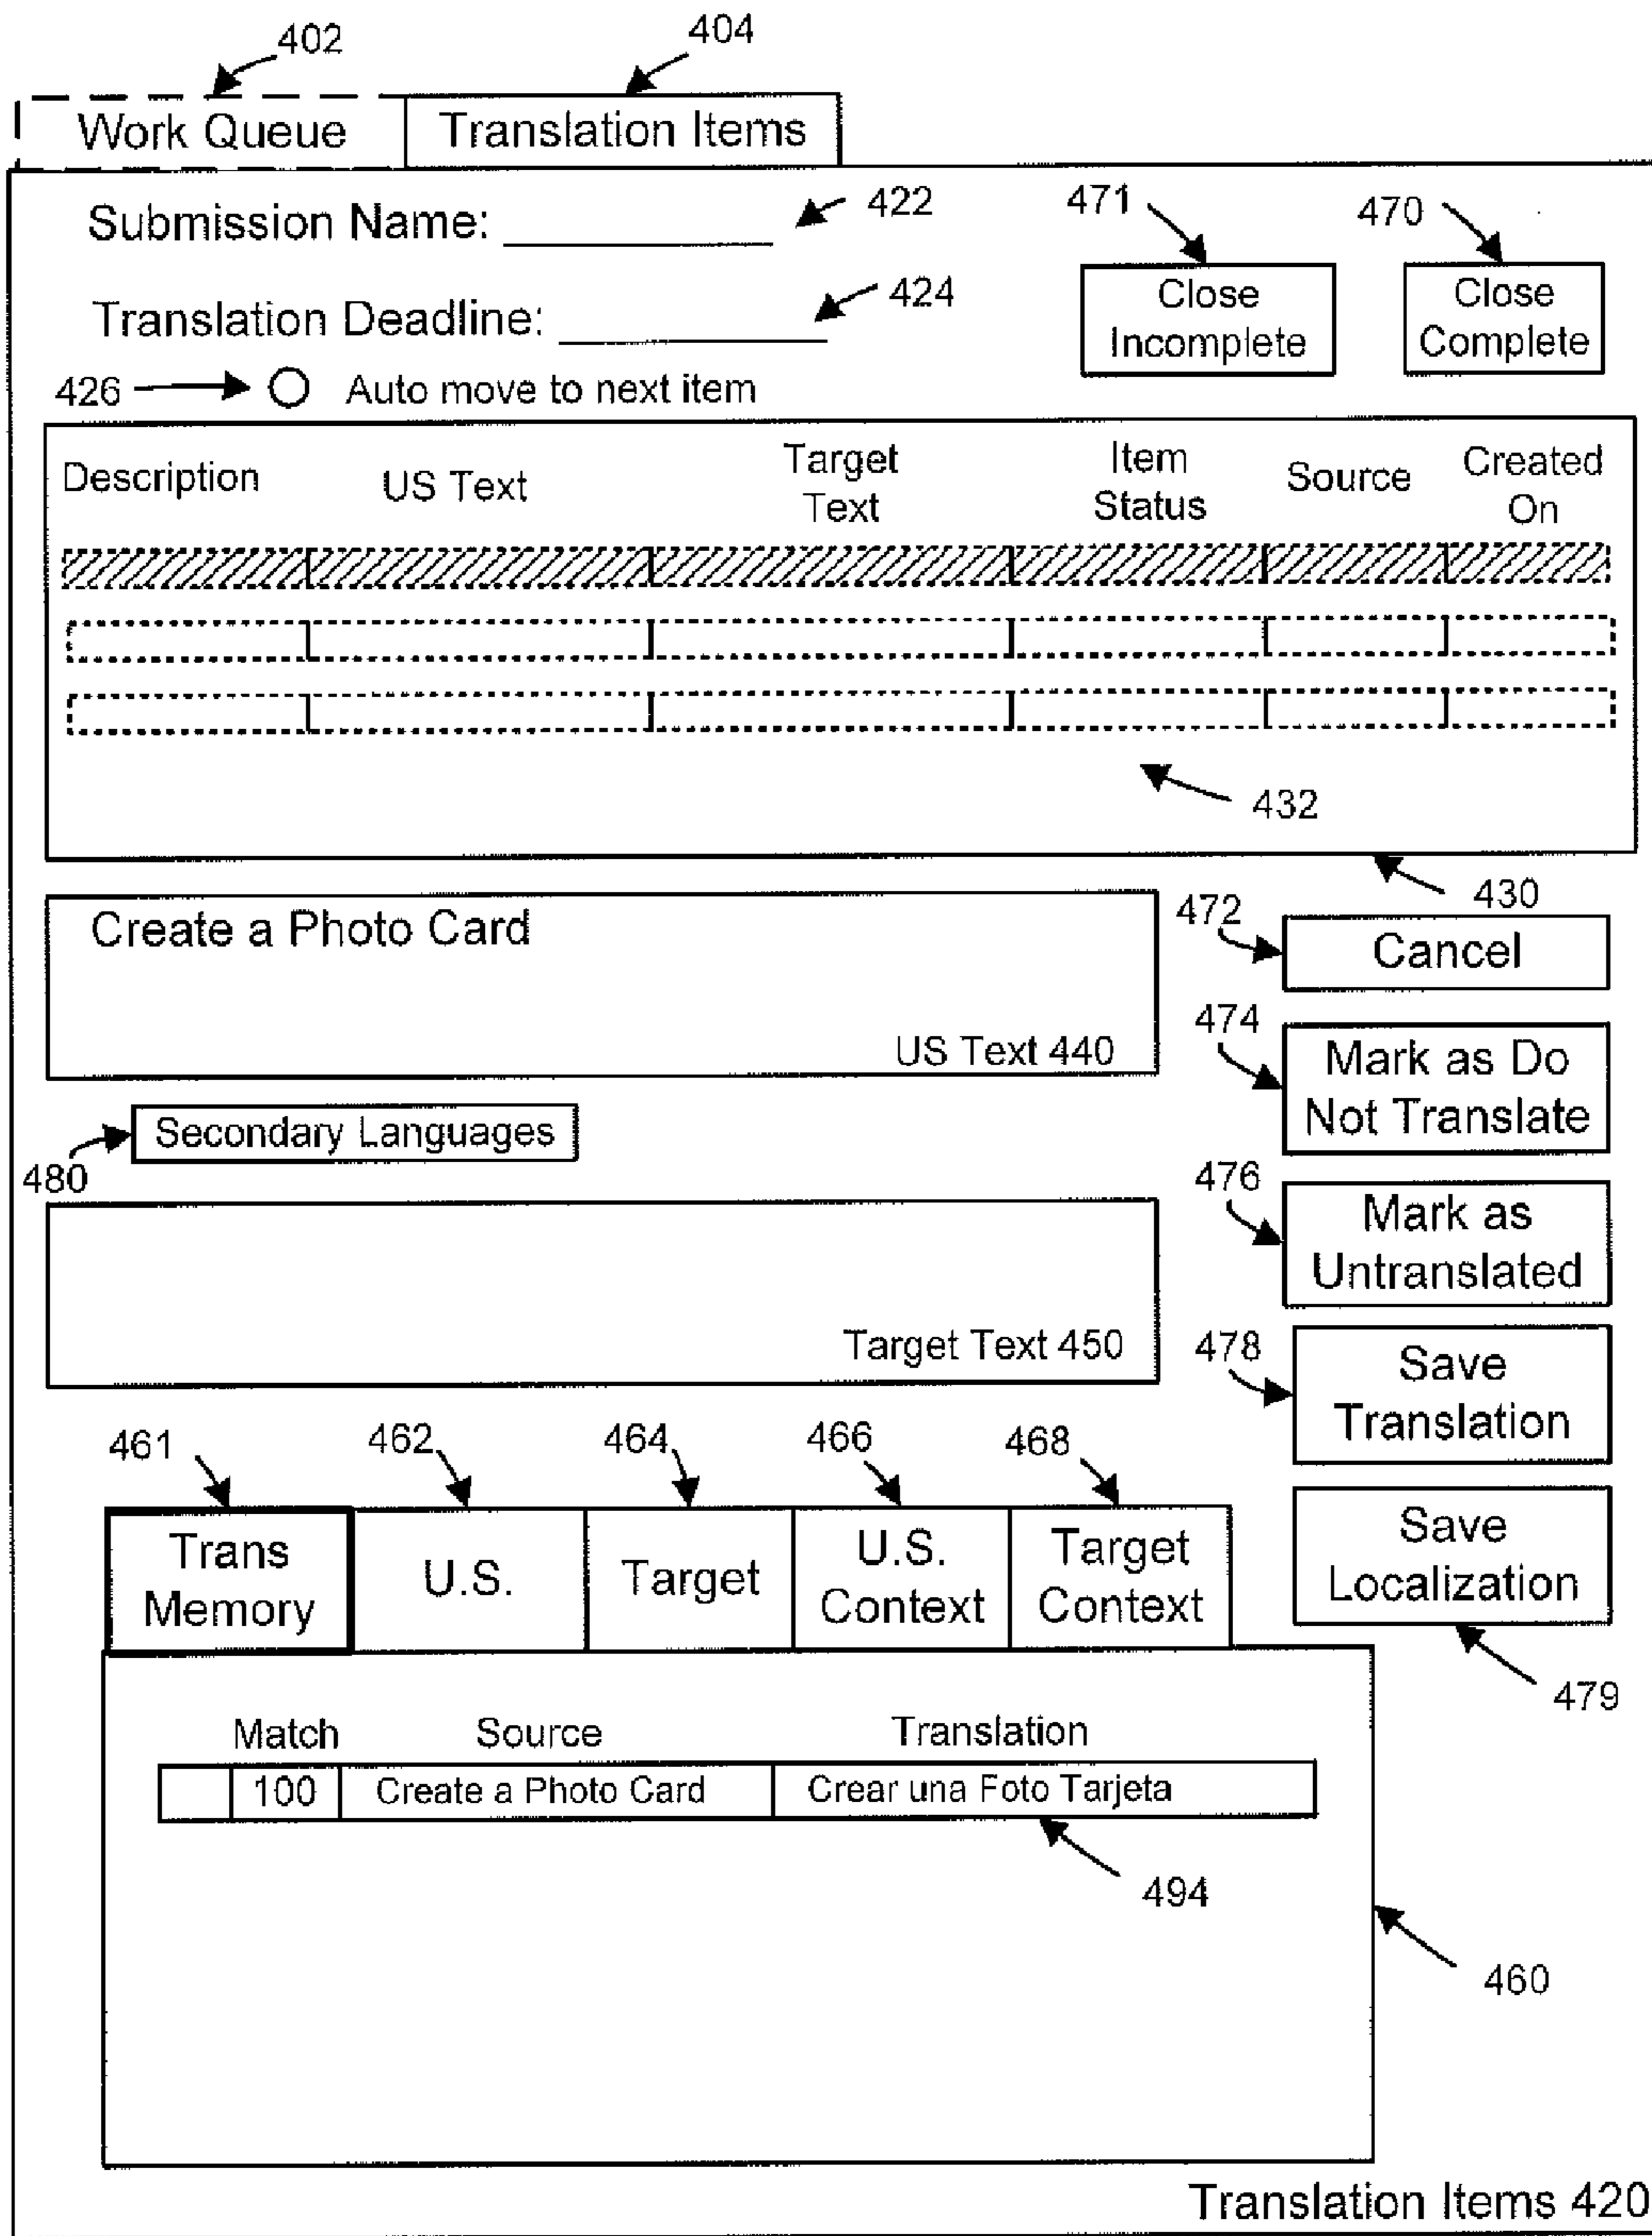 402
404
Work Queue
Translation Items
Submission Name:
422
471
470
Close
Incomplete
Close
Complete
Translation Deadline:
424
426
Auto move to next item
Description
US Text
Target
Text
Item
Status
Source
Created
On
432
430
Create a Photo Card
US Text 440
472
Cancel
474
Mark as Do
Not Translate
Secondary Languages
480
476
Mark as
Untranslated
Target Text 450
478
Save
Translation
461
462
464
466
468
Trans
Memory
U.S.
Target
U.S.
Context
Target
Context
Save
Localization
479
Match
Source
Translation
100
Create a Photo Card
Crear una Foto Tarjeta
494
460
Translation Items 420